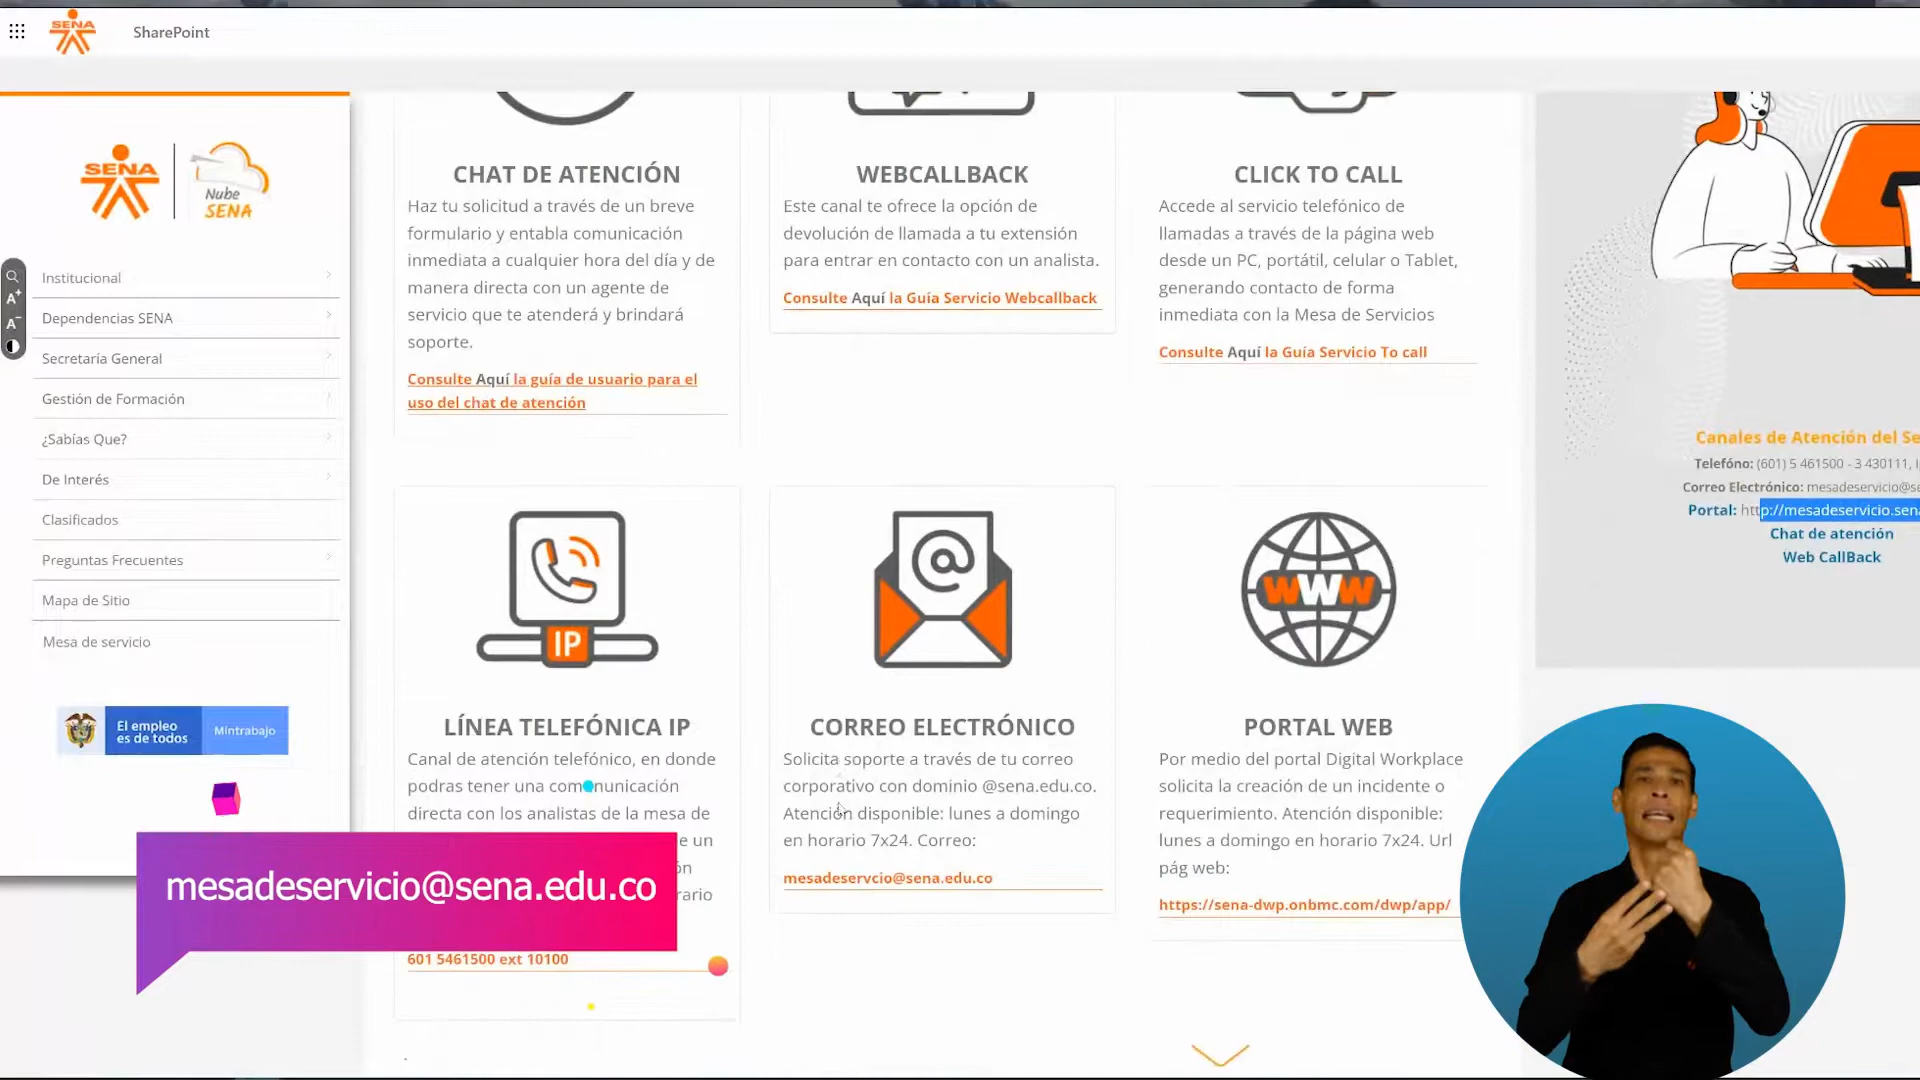 SENA
SharePoint
SENA
Nube
SENA
Institucional
Dependencias SENA
Secretaría General
Gestión de Formación
¿Sabías Que?
De Interés
Clasificados
Preguntas Frecuentes
Mapa de Sitio
Mesa de servicio
A+
A-
El empleo
es de todos
Mintrabajo
CHAT DE ATENCIÓN
Haz tu solicitud a través de un breve
formulario y entabla comunicación
inmediata a cualquier hora del día y de
manera directa con un agente de
servicio que te atenderá y brindará
soporte.
Consulte Aquí la guía de usuario para el
uso del chat de atención
WEBCALLBACK
Este canal te ofrece la opción de
devolución de llamada a tu extensión
para entrar en contacto con un analista.
Consulte Aquí la Guía Servicio Webcallback
CLICK TO CALL
Accede al servicio telefónico de
llamadas a través de la página web
desde un PC, portátil, celular o Tablet,
generando contacto de forma
inmediata con la Mesa de Servicios
Consulte Aquí la Guía Servicio To call
IP
LÍNEA TELEFÓNICA IP
Canal de atención telefónico, en donde
podras tener una comunicación
directa con los analistas de la mesa de
e un
ón
rario
601 5461500 ext 10100
@
CORREO ELECTRÓNICO
Solicita soporte a través de tu correo
corporativo con dominio @sena.edu.co.
Atención disponible: lunes a domingo
en horario 7x24. Correo:
mesadeservcio@sena.edu.co
WWW
PORTAL WEB
Por medio del portal Digital Workplace
solicita la creación de un incidente o
requerimiento. Atención disponible:
lunes a domingo en horario 7x24. Url
pág web:
https://sena-dwp.onbmc.com/dwp/app/
Canales de Atención del Se
Telefóno: (601) 5 461500 - 3 430111, I
Correo Electrónico: mesadeservicio@se
Portal: http://mesadeservicio.sena
Chat de atención
Web CallBack
mesadeservicio@sena.edu.co